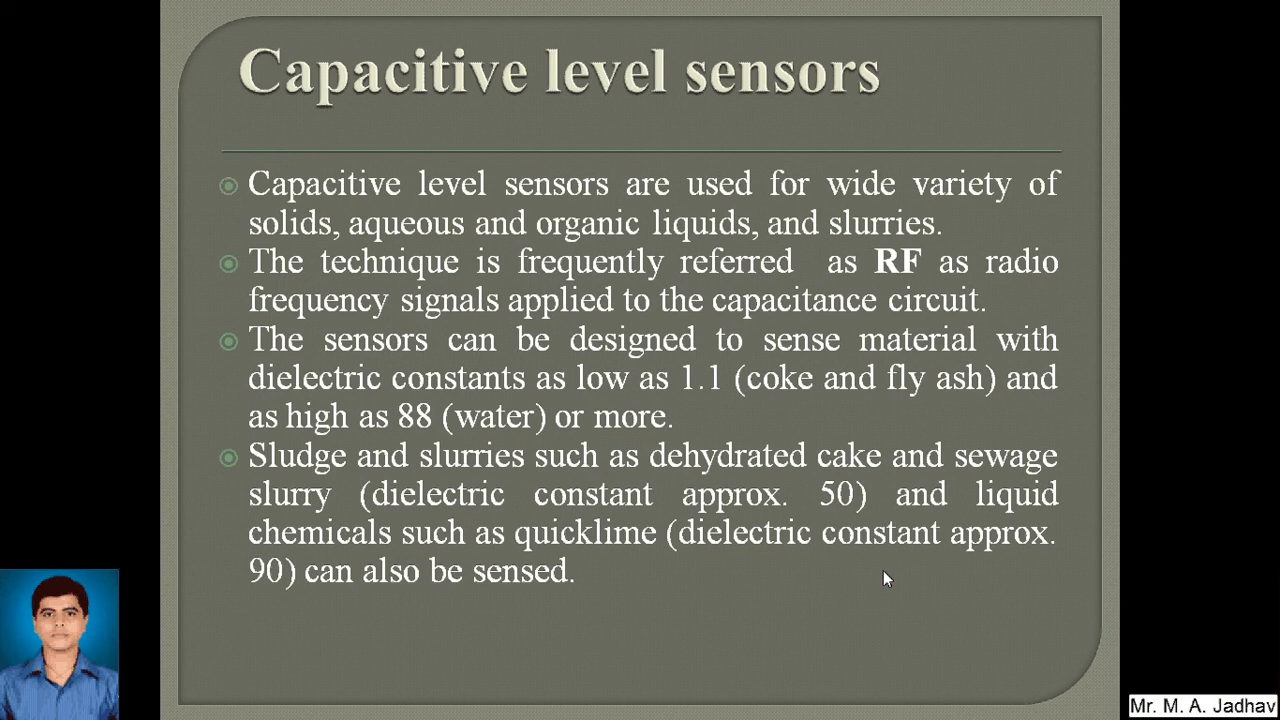 Capacitive level sensors
Capacitive level sensors are used for wide variety of
solids, aqueous and organic liquids, and slurries.
The technique is frequently referred as RF as radio
frequency signals applied to the capacitance circuit.
The sensors can be designed to sense material with
dielectric constants as low as 1.1 (coke and fly ash) and
as high as 88 (water) or more.
Sludge and slurries such as dehydrated cake and sewage
slurry (dielectric constant approx. 50) and liquid
chemicals such as quicklime (dielectric constant approx.
90) can also be sensed.
Mr. M. A. Jadhav